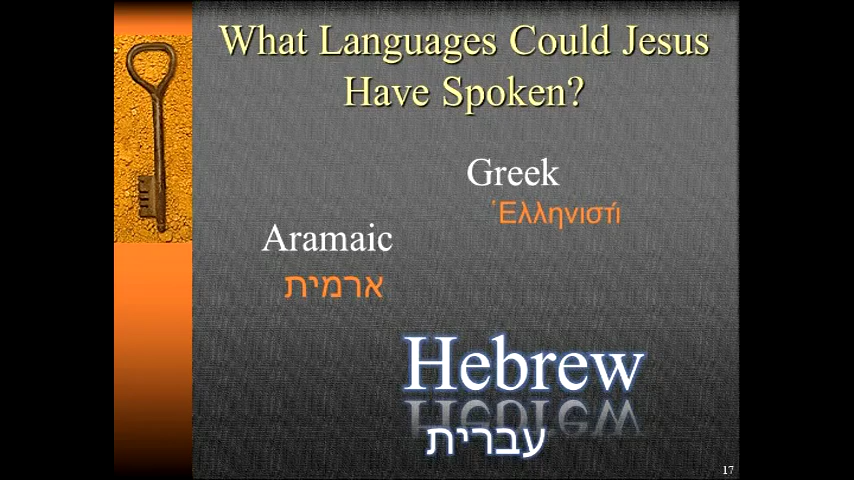 What Languages Could Jesus
Have Spoken?
Greek
Ἑλληνιστί
Aramaic
ארמית
Hebrew
עברית
17